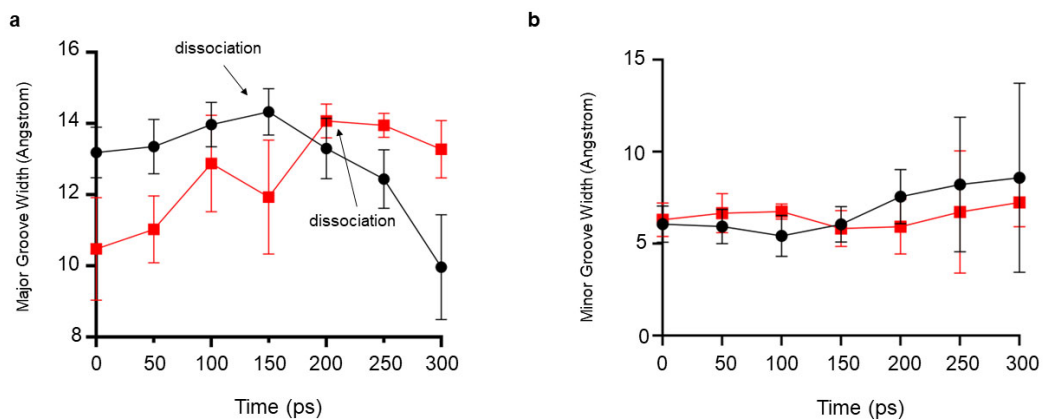 a
Major Groove Width (Angstrom)
16
14
12
10
8
dissociation
dissociation
0 50 100 150 200 250 300
Time (ps)
b
Minor Groove Width (Angstrom)
15
10
5
0
0 50 100 150 200 250 300
Time (ps)